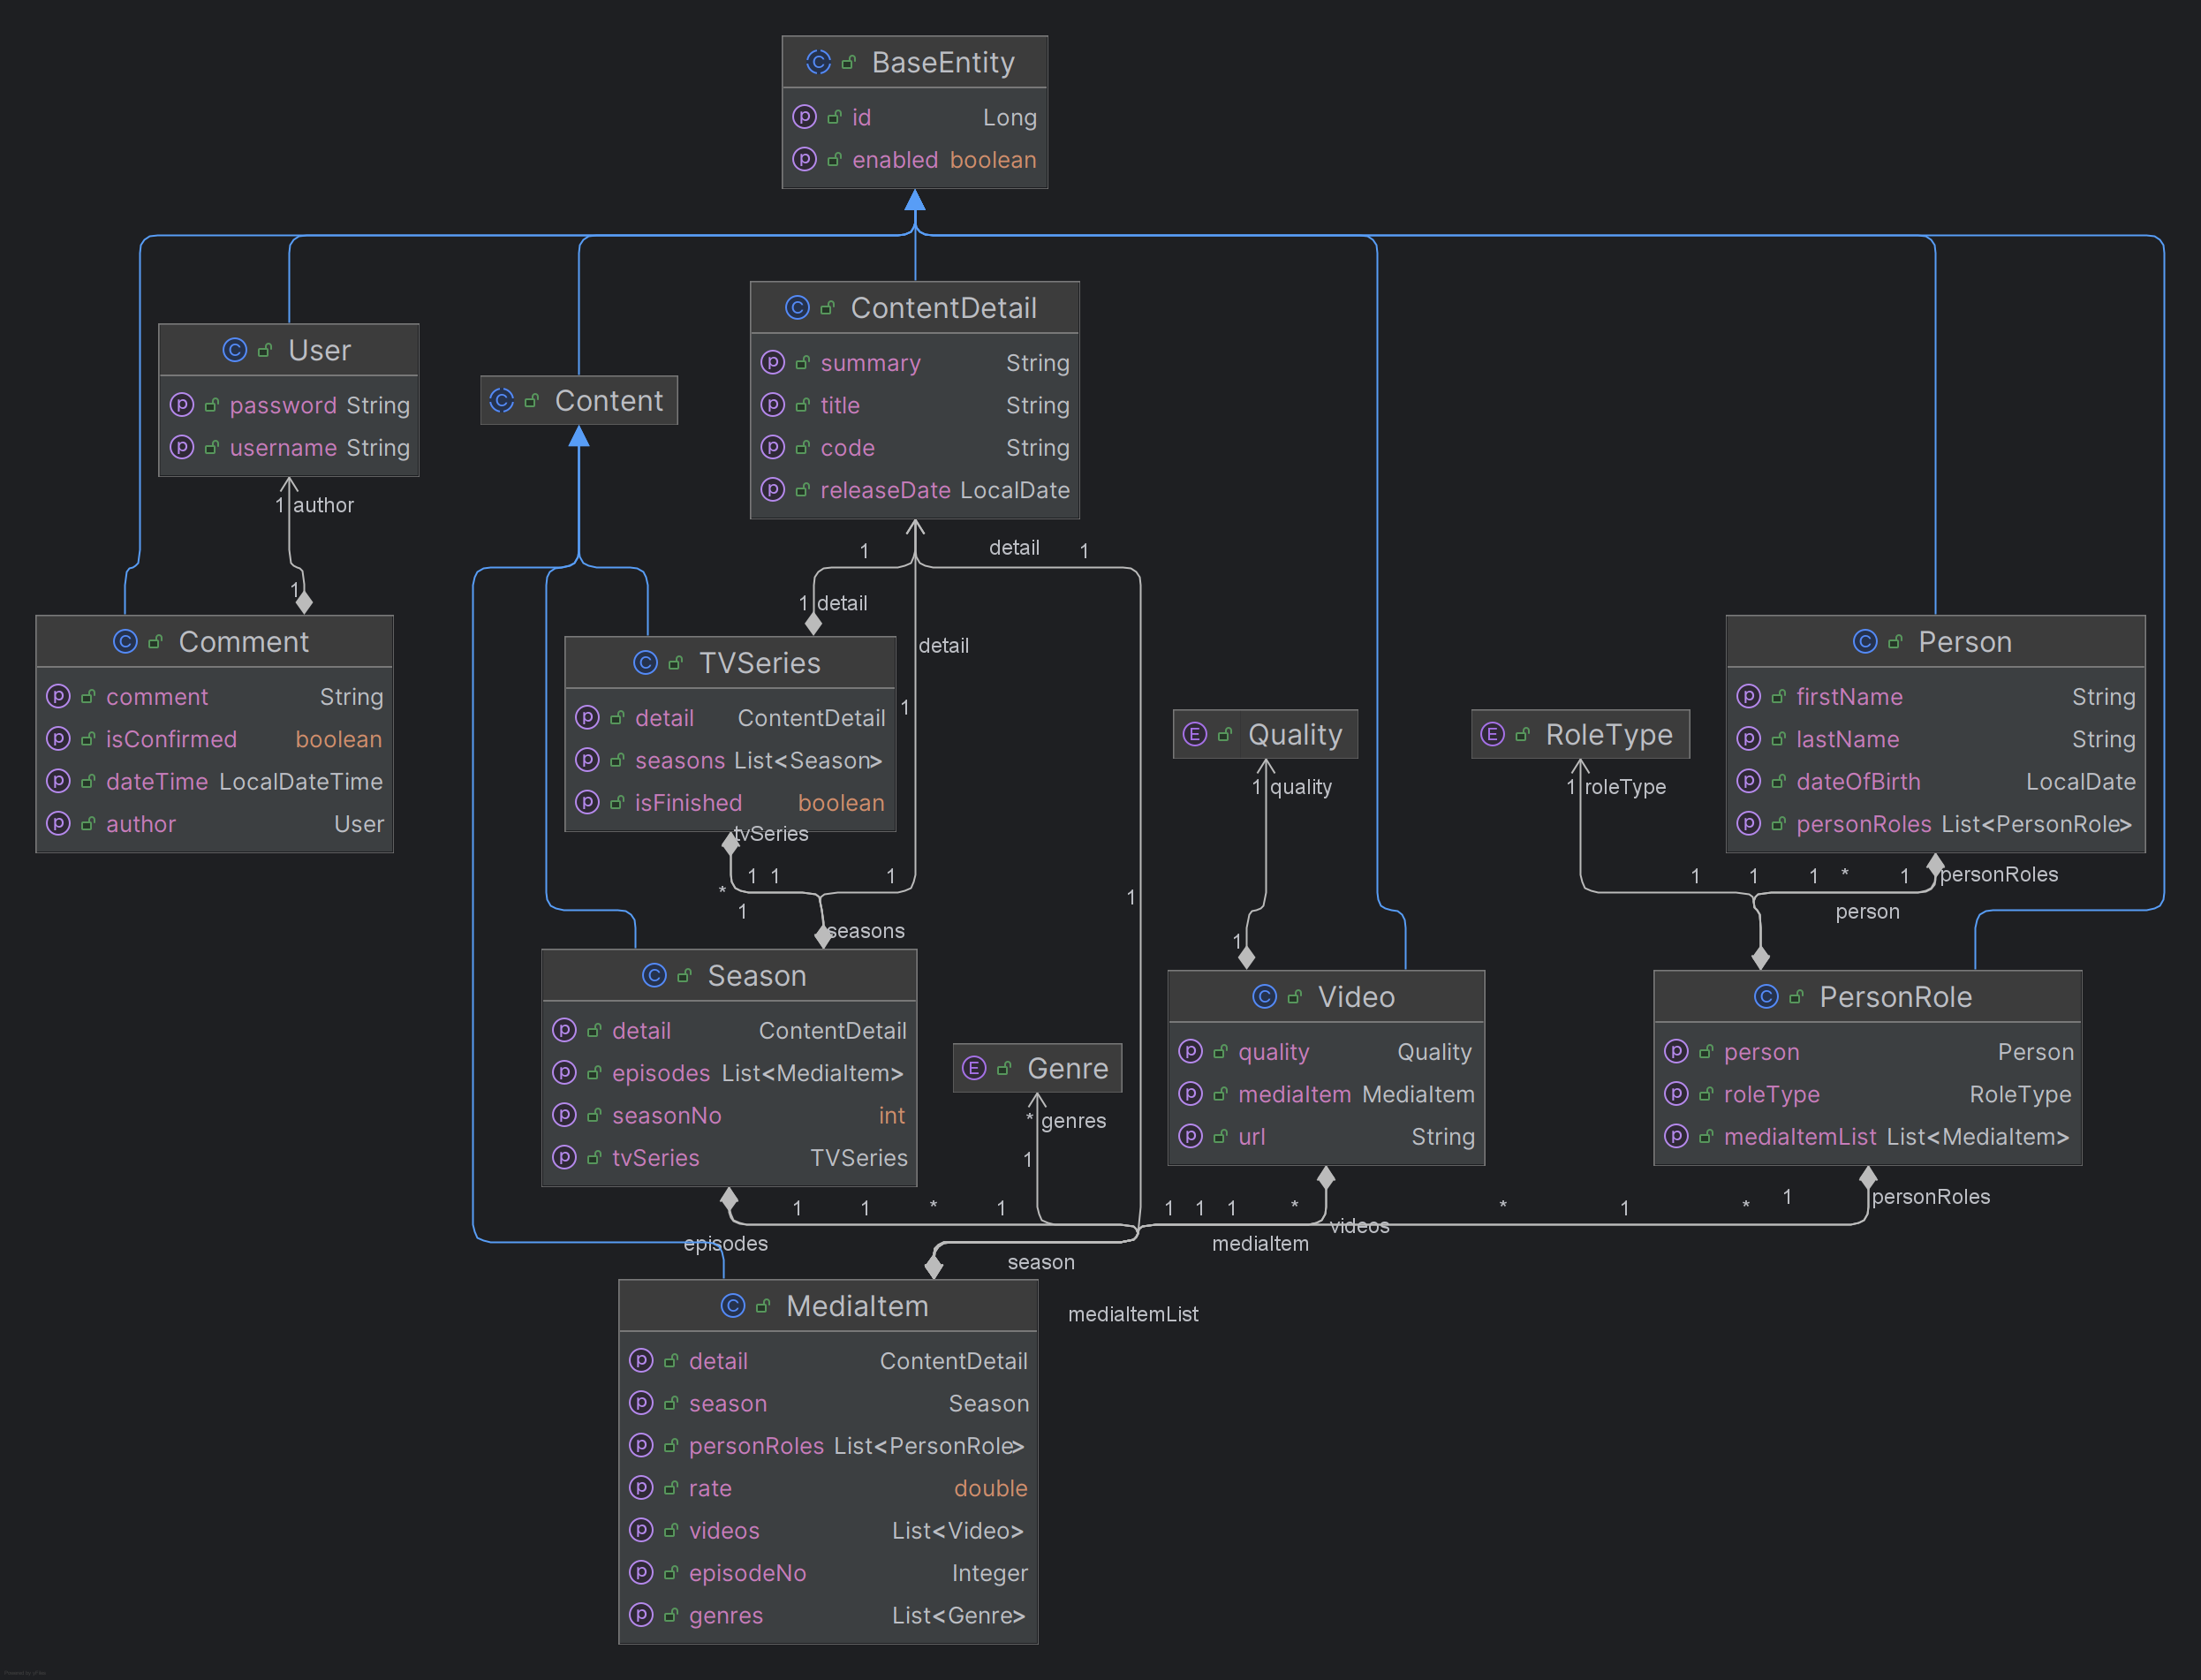 BaseEntity
id Long
enabled boolean
ContentDetail
summary String
title String
code String
releaseDate LocalDate
User
password String
username String
Content
1 author
1
1 detail 1
1 detail
detail
1
Comment
comment String
isConfirmed boolean
dateTime LocalDateTime
author User
TVSeries
detail ContentDetail
seasons List<Season>
isFinished boolean
tvSeries
Quality
1 quality
RoleType
1 roleType
Person
firstName String
lastName String
dateOfBirth LocalDate
personRoles List<PersonRole>
* 1 1 1
1
seasons
1
1
1 1 1 * 1 personRoles
person
Season
detail ContentDetail
episodes List<MediaItem>
seasonNo int
tvSeries TVSeries
Genre
* genres
1
Video
quality Quality
mediaItem MediaItem
url String
PersonRole
person Person
roleType RoleType
mediaItemList List<MediaItem>
1 1 * 1 1 1 1 * * 1 * 1 personRoles
videos
episodes
mediaItem
season
mediaItemList
MediaItem
detail ContentDetail
season Season
personRoles List<PersonRole>
rate double
videos List<Video>
episodeNo Integer
genres List<Genre>